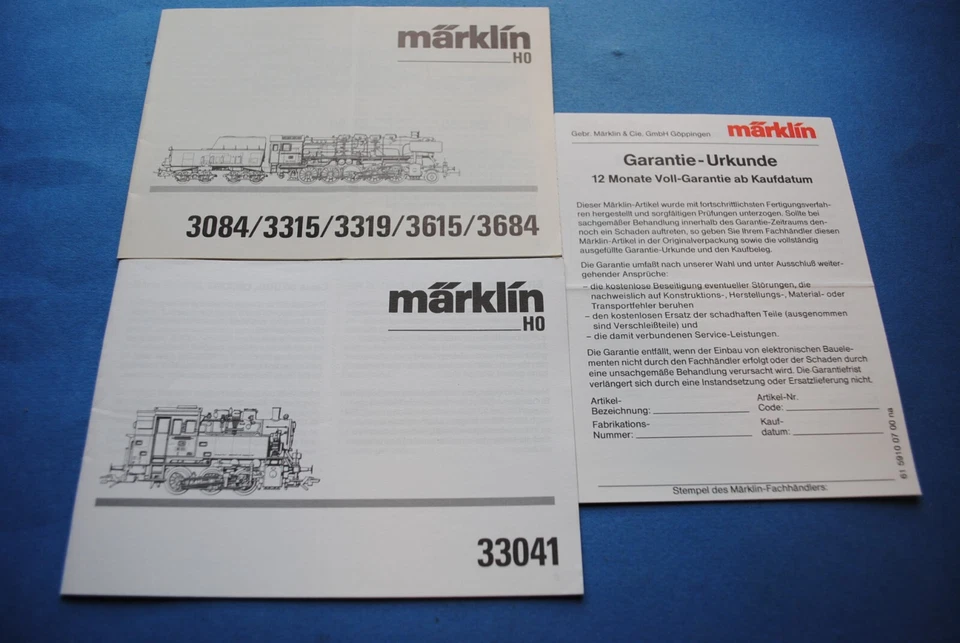 märklin
H0
3084/3315/3319/3615/3684
märklin
H0
33041
Gebr. Märklin & Cie. GmbH Göppingen
märklin
Garantie-Urkunde
12 Monate Voll-Garantie ab Kaufdatum
Dieser Märklin-Artikel wurde mit fortschrittlichsten Fertigungsverfah-
ren hergestellt und sorgfältigen Prüfungen unterzogen. Sollte bei
sachgemäßer Behandlung innerhalb des Garantie-Zeitraums den-
noch ein Schaden auftreten, so geben Sie Ihrem Fachhändler diesen
Märklin-Artikel in der Originalverpackung sowie die vollständig
ausgefüllte Garantie-Urkunde und den Kaufbeleg.
Die Garantie umfaßt nach unserer Wahl und unter Ausschluß weiter-
gehender Ansprüche:
– die kostenlose Beseitigung eventueller Störungen, die
nachweislich auf Konstruktions-, Herstellungs-, Material- oder
Transportfehler beruhen
– den kostenlosen Ersatz der schadhaften Teile (ausgenommen
sind Verschleißteile) und
– die damit verbundenen Service-Leistungen.
Die Garantie entfällt, wenn der Einbau von elektronischen Bauele-
menten nicht durch den Fachhändler erfolgt oder der Schaden durch
eine unsachgemäße Behandlung verursacht wird. Die Garantiefrist
verlängert sich durch eine Instandsetzung oder Ersatzlieferung nicht.
Artikel-
Bezeichnung:
Artikel-Nr.
Code:
Fabrikations-
Nummer:
Kauf-
datum:
Stempel des Märklin-Fachhändlers:
61 5910 07 90 na